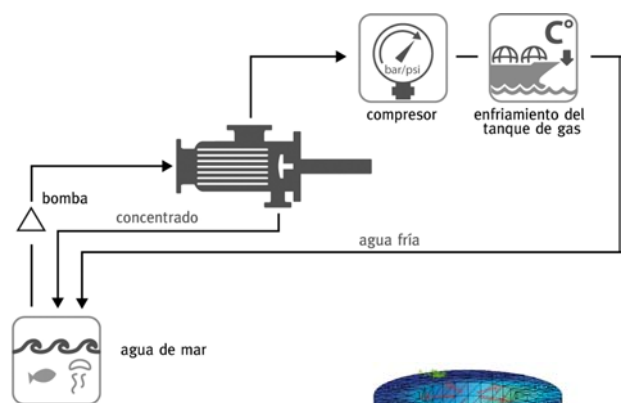 C°
bar/psi
compresor
enfriamiento del
tanque de gas
bomba
concentrado
agua fría
agua de mar